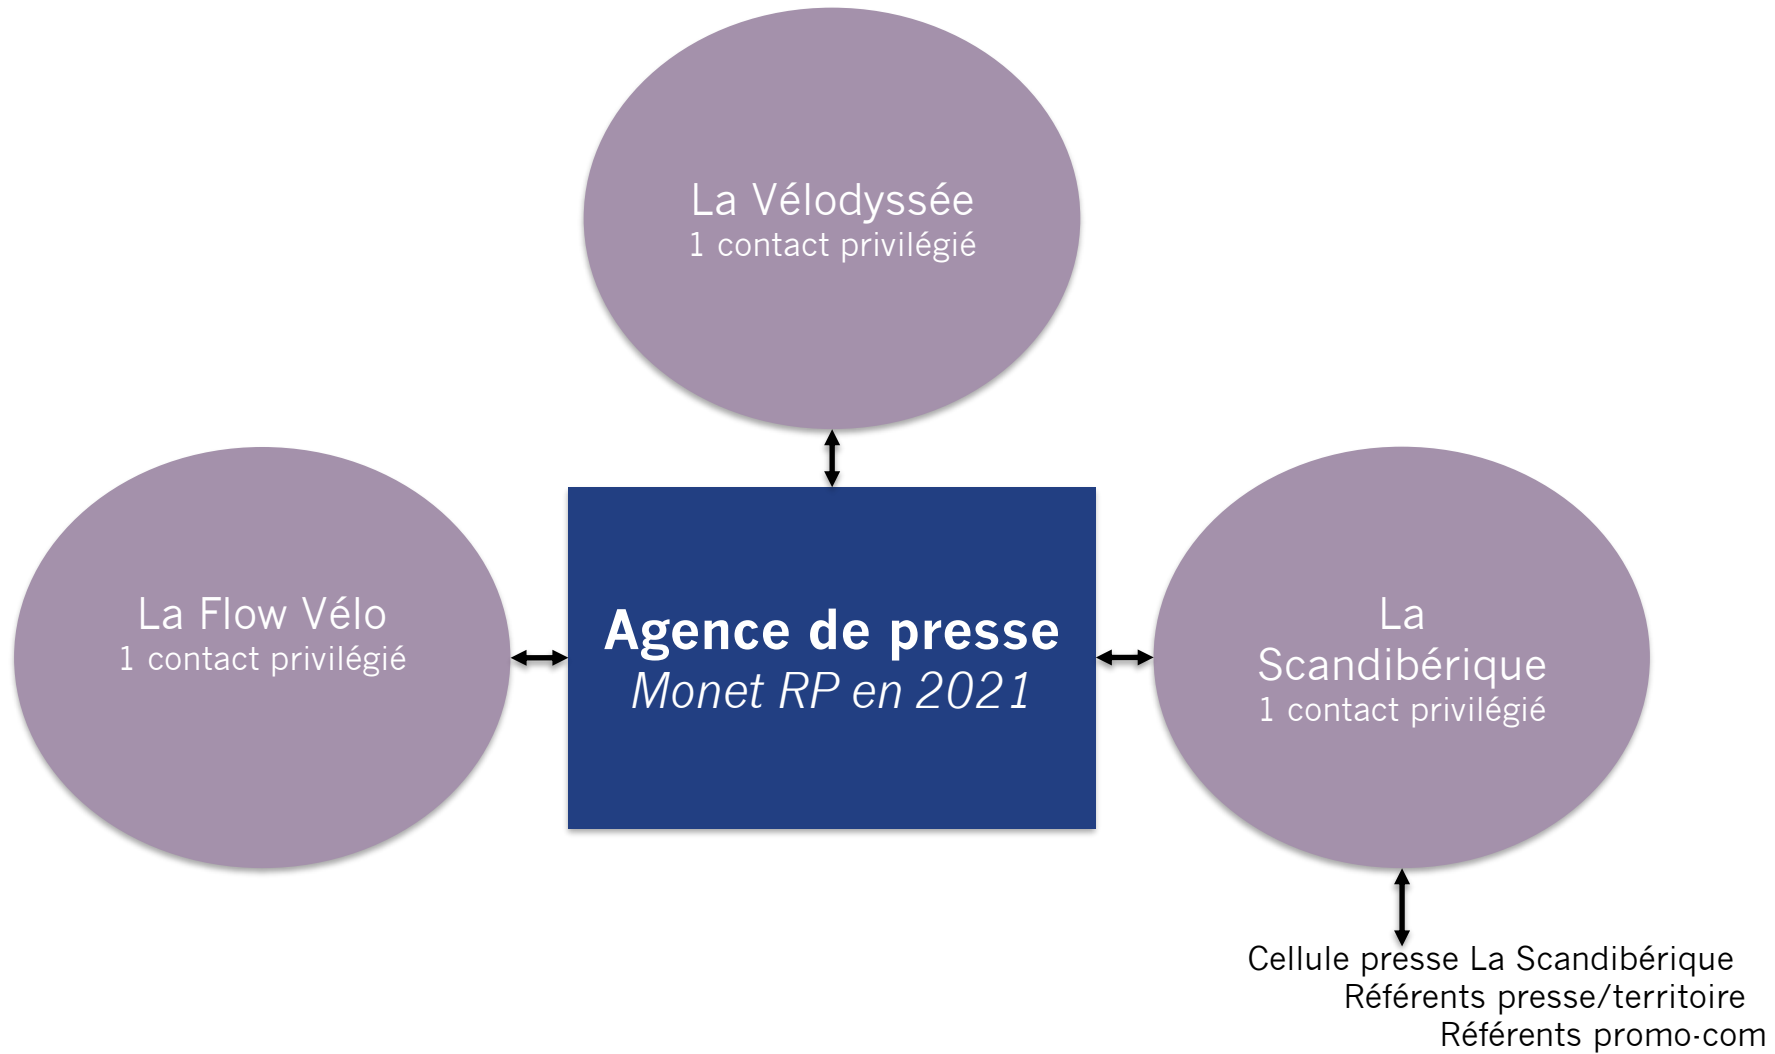 La Vélodyssée
1 contact privilégié
La Flow Vélo
1 contact privilégié
Agence de presse
Monet RP en 2021
La
Scandibérique
1 contact privilégié
Cellule presse La Scandibérique
Référents presse/territoire
Référents promo-com